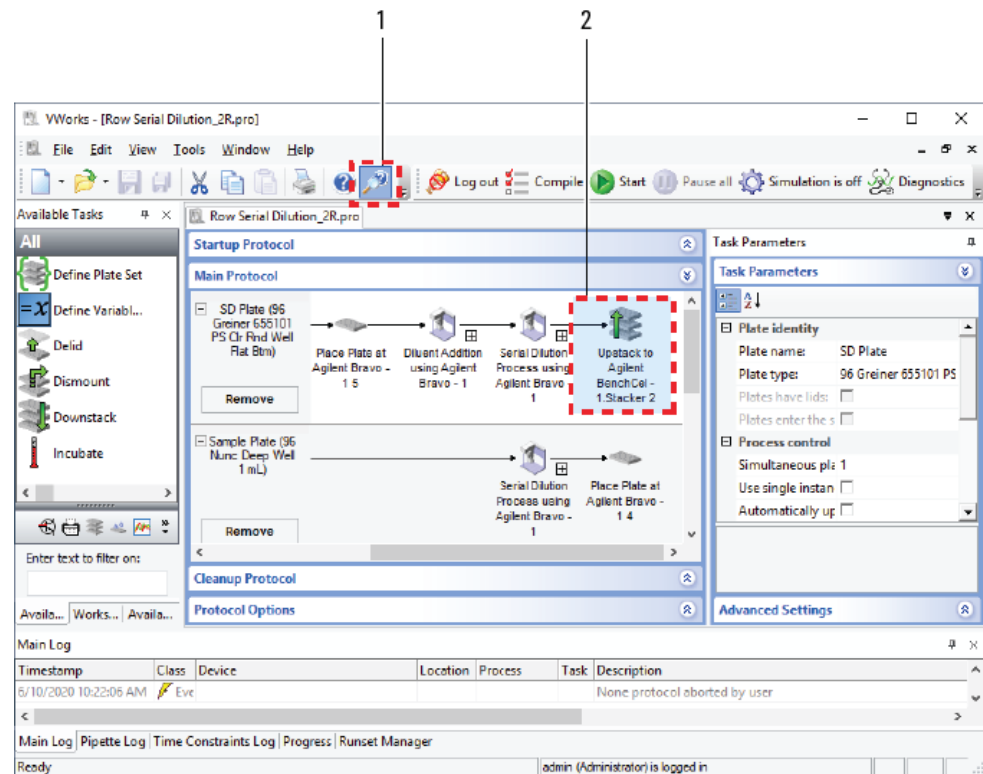 1
2
VWorks - [Row Serial Dilution_2R.pro]
File Edit View Tools Window Help
Log out Compile Start Pause all Simulation is off Diagnostics
Available Tasks
Row Serial Dilution_2R.pro
Task Parameters
All
Define Plate Set
=x Define Variabl...
Delid
Dismount
Downstack
Incubate
Enter text to filter on:
Availa... Works... Availa...
Startup Protocol
Main Protocol
SD Plate (96
Greiner 655101
PS Clr Rnd Well
Flat Btm)
Remove
Place Plate at
Agilent Bravo -
1 5
Diluent Addition
using Agilent
Bravo - 1
Serial Dilution
Process using
Agilent Bravo
1
Upstack to
Agilent
BenchCel -
1.Stacker 2
Sample Plate (96
Nunc Deep Well
1 mL)
Remove
Serial Dilution
Process using
Agilent Bravo -
1
Place Plate at
Agilent Bravo -
1 4
Cleanup Protocol
Protocol Options
Task Parameters
Plate identity
Plate name: SD Plate
Plate type: 96 Greiner 655101 PS
Plates have lids:
Plates enter the s
Process control
Simultaneous pla 1
Use single instan
Automatically up
Advanced Settings
Main Log
Timestamp Class Device Location Process Task Description
6/10/2020 10:22:06 AM Eve None protocol aborted by user
Main Log Pipette Log Time Constraints Log Progress Runset Manager
Ready admin (Administrator) is logged in